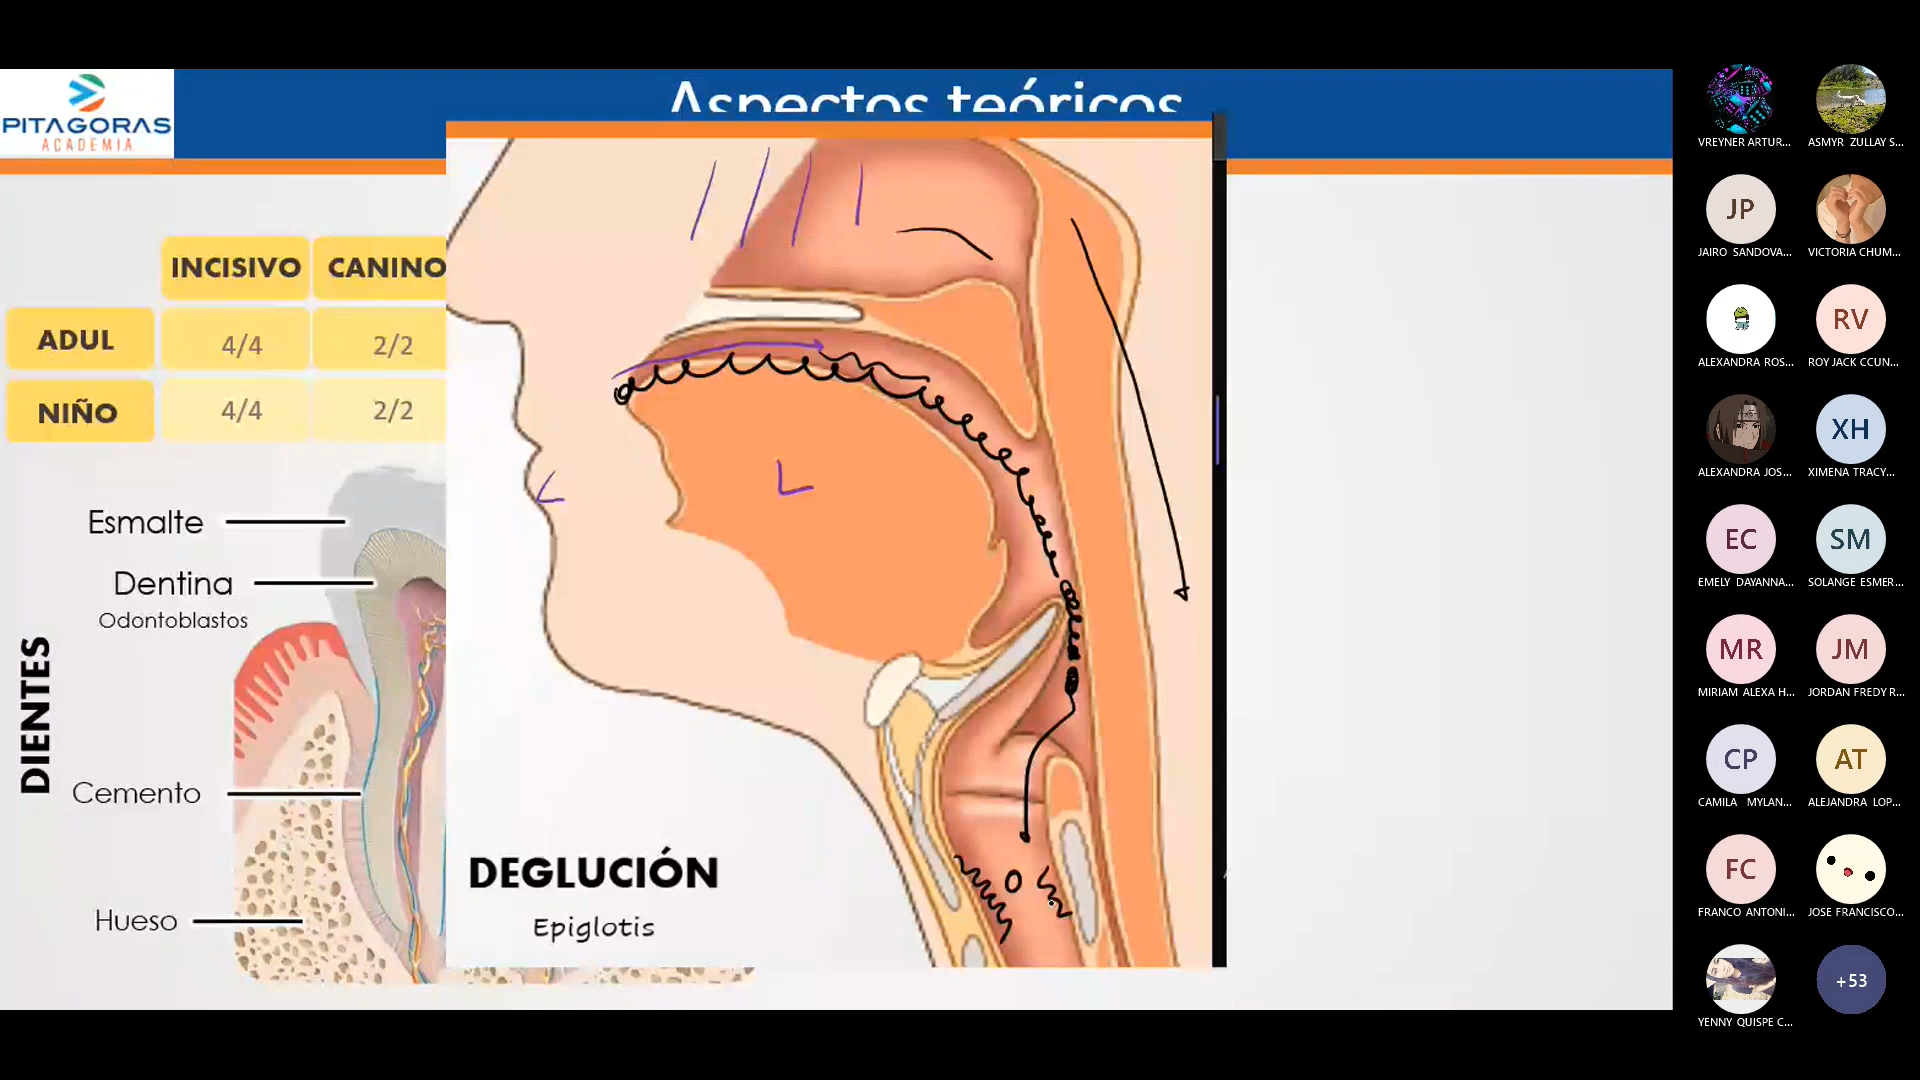 PITAGORAS
ACADEMIA
Aspectos teóricos
INCISIVO CANINO
ADUL 4/4 2/2
NIÑO 4/4 2/2
DIENTES
Esmalte
Dentina
Odontoblastos
Cemento
Hueso
L
DEGLUCIÓN
Epiglotis
VREYNER ARTUR...
ASMYR ZULLAY S...
JP
JAIRO SANDOVA...
VICTORIA CHUM...
ALEXANDRA ROS...
RV
ROY JACK CCUN...
ALEXANDRA JOS...
XH
XIMENA TRACY...
EC
EMELY DAYANNA...
SM
SOLANGE ESMER...
MR
MIRIAM ALEXA H...
JM
JORDAN FREDY R...
CP
CAMILA MYLAN...
AT
ALEJANDRA LOP...
FC
FRANCO ANTONI...
JOSE FRANCISCO...
YENNY QUISPE C...
+53